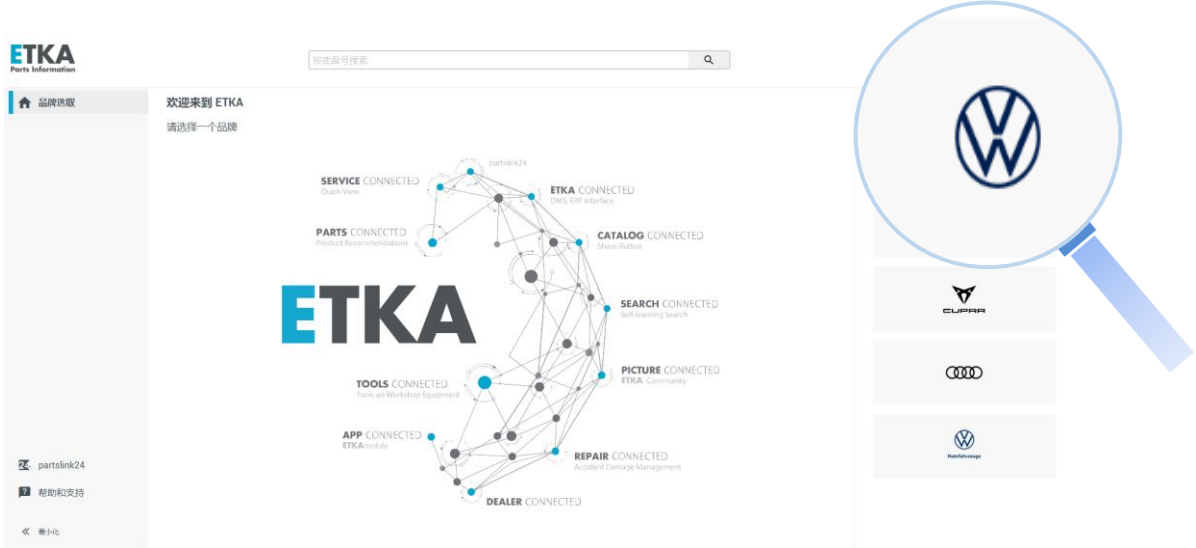 ETKA
Parts Information
按产品号搜索
品牌选取
欢迎来到 ETKA
请选择一个品牌
partslink24
SERVICE CONNECTED
Quick-View
ETKA CONNECTED
DMS, ERP Interface
PARTS CONNECTED
Product Recommendations
CATALOG CONNECTED
Share-Button
ETKA
SEARCH CONNECTED
Self-learning Search
PICTURE CONNECTED
ETKA Community
TOOLS CONNECTED
Tools an Workshop Equipment
APP CONNECTED
ETKAmobile
REPAIR CONNECTED
Accident Damage Management
DEALER CONNECTED
CUPRA
Nutzfahrzeuge
24 partslink24
? 帮助和支持
最小化